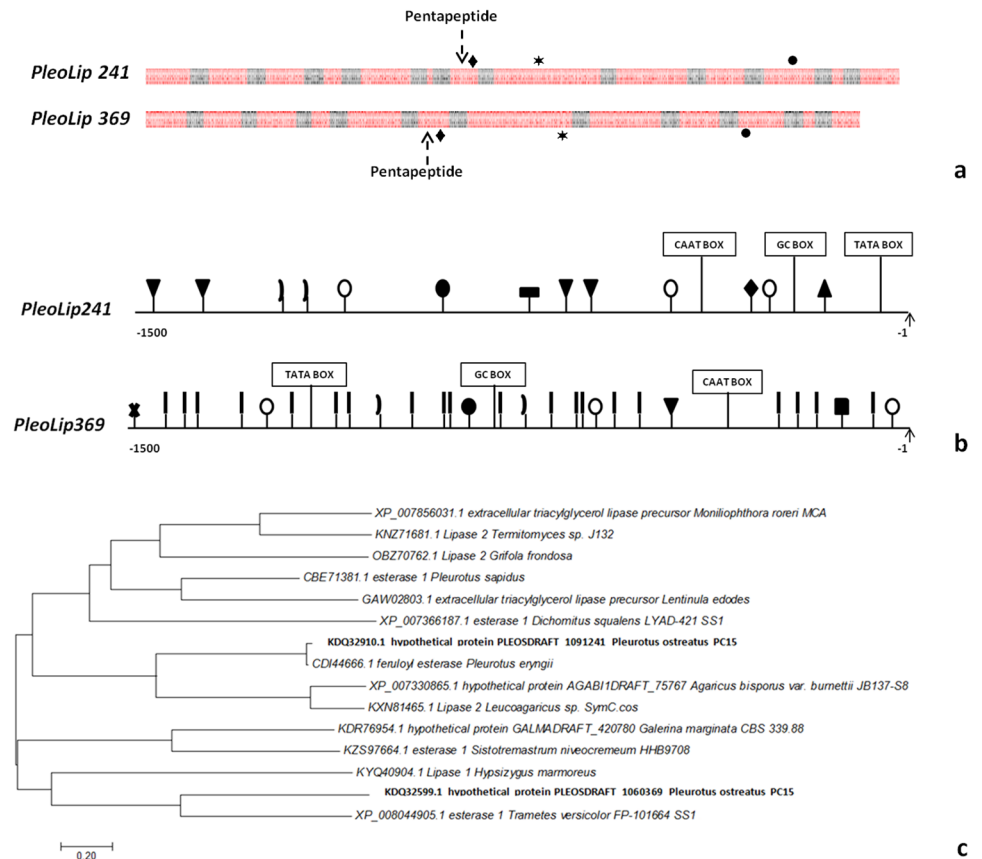 Pentapeptide
PleoLip 241
PleoLip 369
Pentapeptide
a
CAAT BOX
GC BOX
TATA BOX
PleoLip241
-1500
-1
TATA BOX
GC BOX
CAAT BOX
PleoLip369
-1500
-1
b
XP_007856031.1 extracellular triacylglycerol lipase precursor Moniliophthora roreri MCA
KNZ71681.1 Lipase 2 Termitomyces sp. J132
OBZ70762.1 Lipase 2 Grifola frondosa
CBE71381.1 esterase 1 Pleurotus sapidus
GAW02803.1 extracellular triacylglycerol lipase precursor Lentinula edodes
XP_007366187.1 esterase 1 Dichomitus squalens LYAD-421 SS1
KDQ32910.1 hypothetical protein PLEOSDRAFT 1091241 Pleurotus ostreatus PC15
CDI44666.1 feruloyl esterase Pleurotus eryngii
XP_007330865.1 hypothetical protein AGABI1DRAFT_75767 Agaricus bisporus var. burnettii JB137-S8
KXN81465.1 Lipase 2 Leucoagaricus sp. SymC.cos
KDR76954.1 hypothetical protein GALMADRAFT_420780 Galerina marginata CBS 339.88
KZS97664.1 esterase 1 Sistotremastrum niveocremeum HHB9708
KYQ40904.1 Lipase 1 Hypsizygus marmoreus
KDQ32599.1 hypothetical protein PLEOSDRAFT 1060369 Pleurotus ostreatus PC15
XP_008044905.1 esterase 1 Trametes versicolor FP-101664 SS1
0.20
c